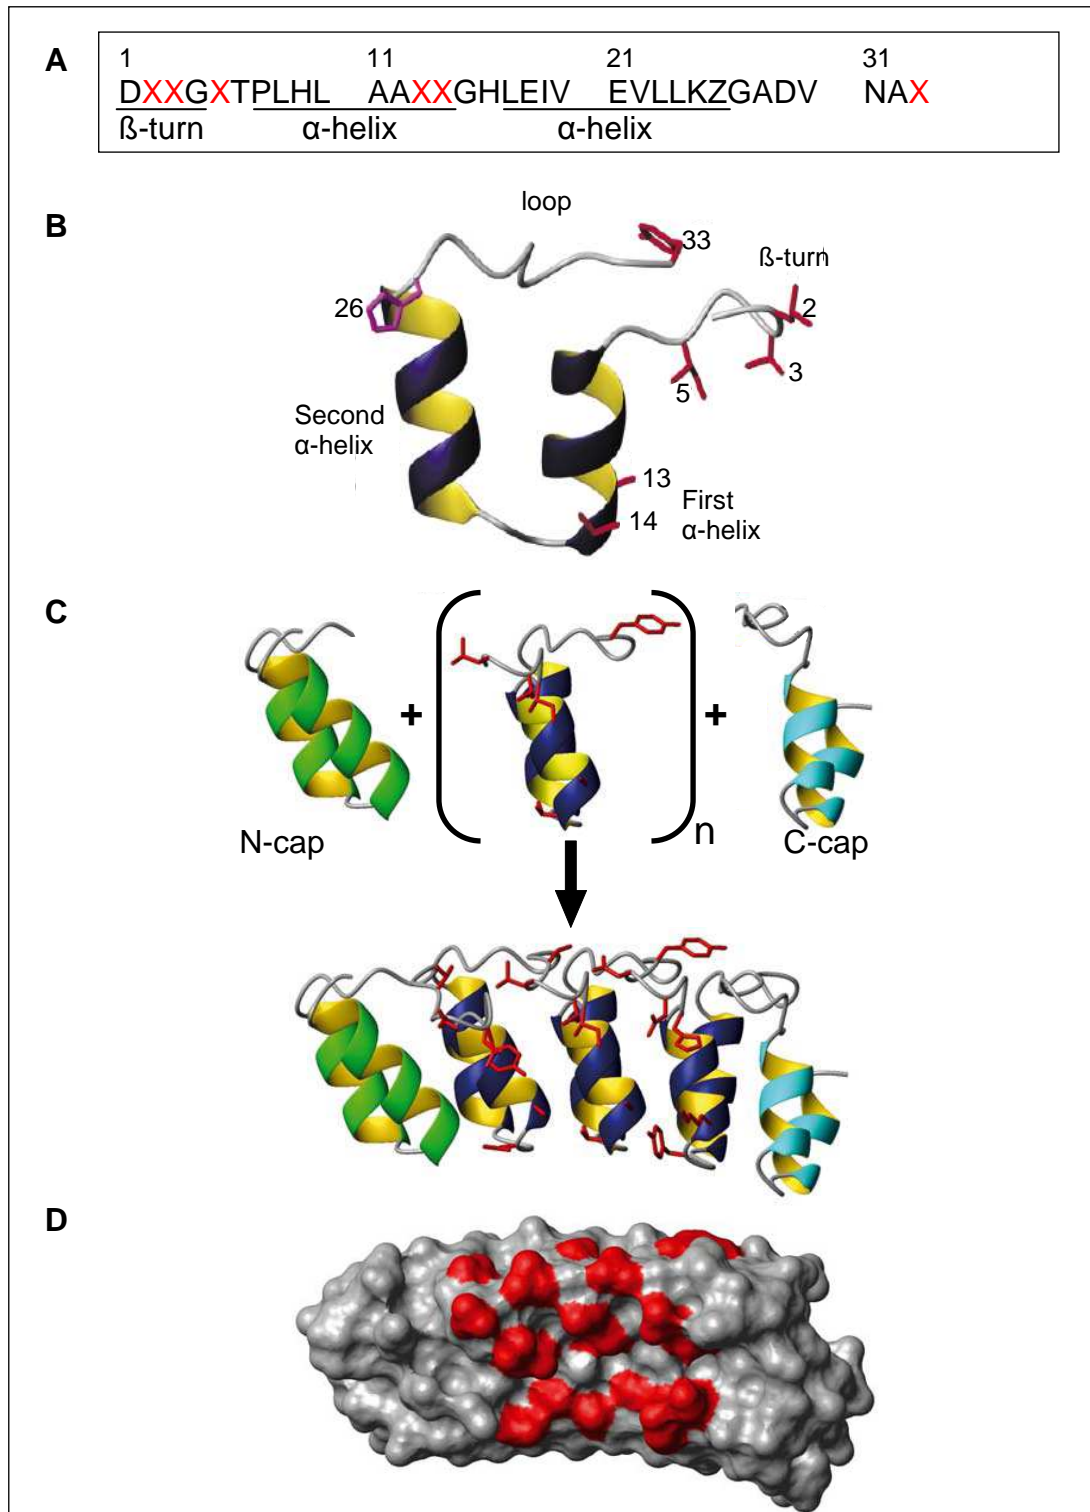 A
1 11 21 31
DXXGXTPLHL AAXXGHLEIV EVLLKZGADV NAX
ß-turn α-helix α-helix
B
loop
33
ß-turn
26
2
3
5
Second
α-helix
13
14
First
α-helix
C
+
+
n
N-cap
C-cap
D